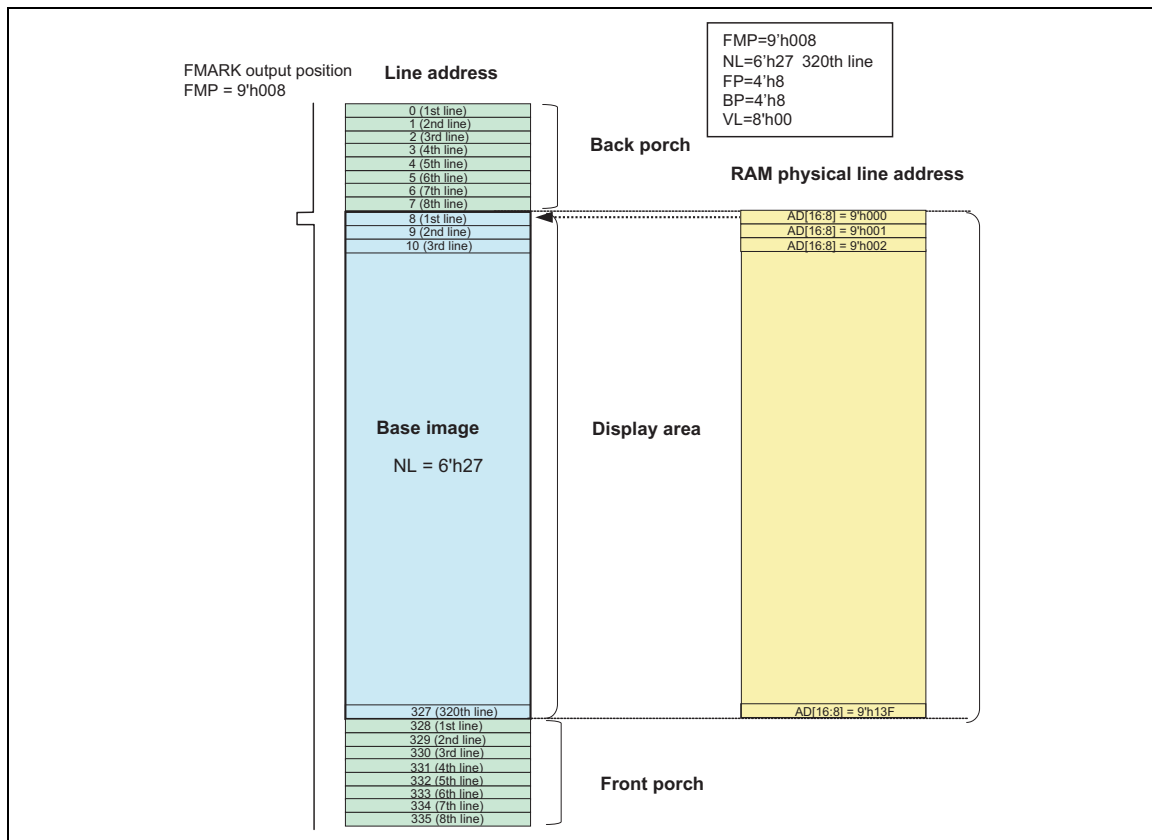 FMP=9'h008
NL=6'h27 320th line
FP=4'h8
BP=4'h8
VL=8'h00
FMARK output position
FMP = 9'h008
Line address
0 (1st line)
1 (2nd line)
2 (3rd line)
3 (4th line)
4 (5th line)
5 (6th line)
6 (7th line)
7 (8th line)
Back porch
RAM physical line address
8 (1st line)
9 (2nd line)
10 (3rd line)
AD[16:8] = 9'h000
AD[16:8] = 9'h001
AD[16:8] = 9'h002
Base image
NL = 6'h27
Display area
327 (320th line)
AD[16:8] = 9'h13F
328 (1st line)
329 (2nd line)
330 (3rd line)
331 (4th line)
332 (5th line)
333 (6th line)
334 (7th line)
335 (8th line)
Front porch